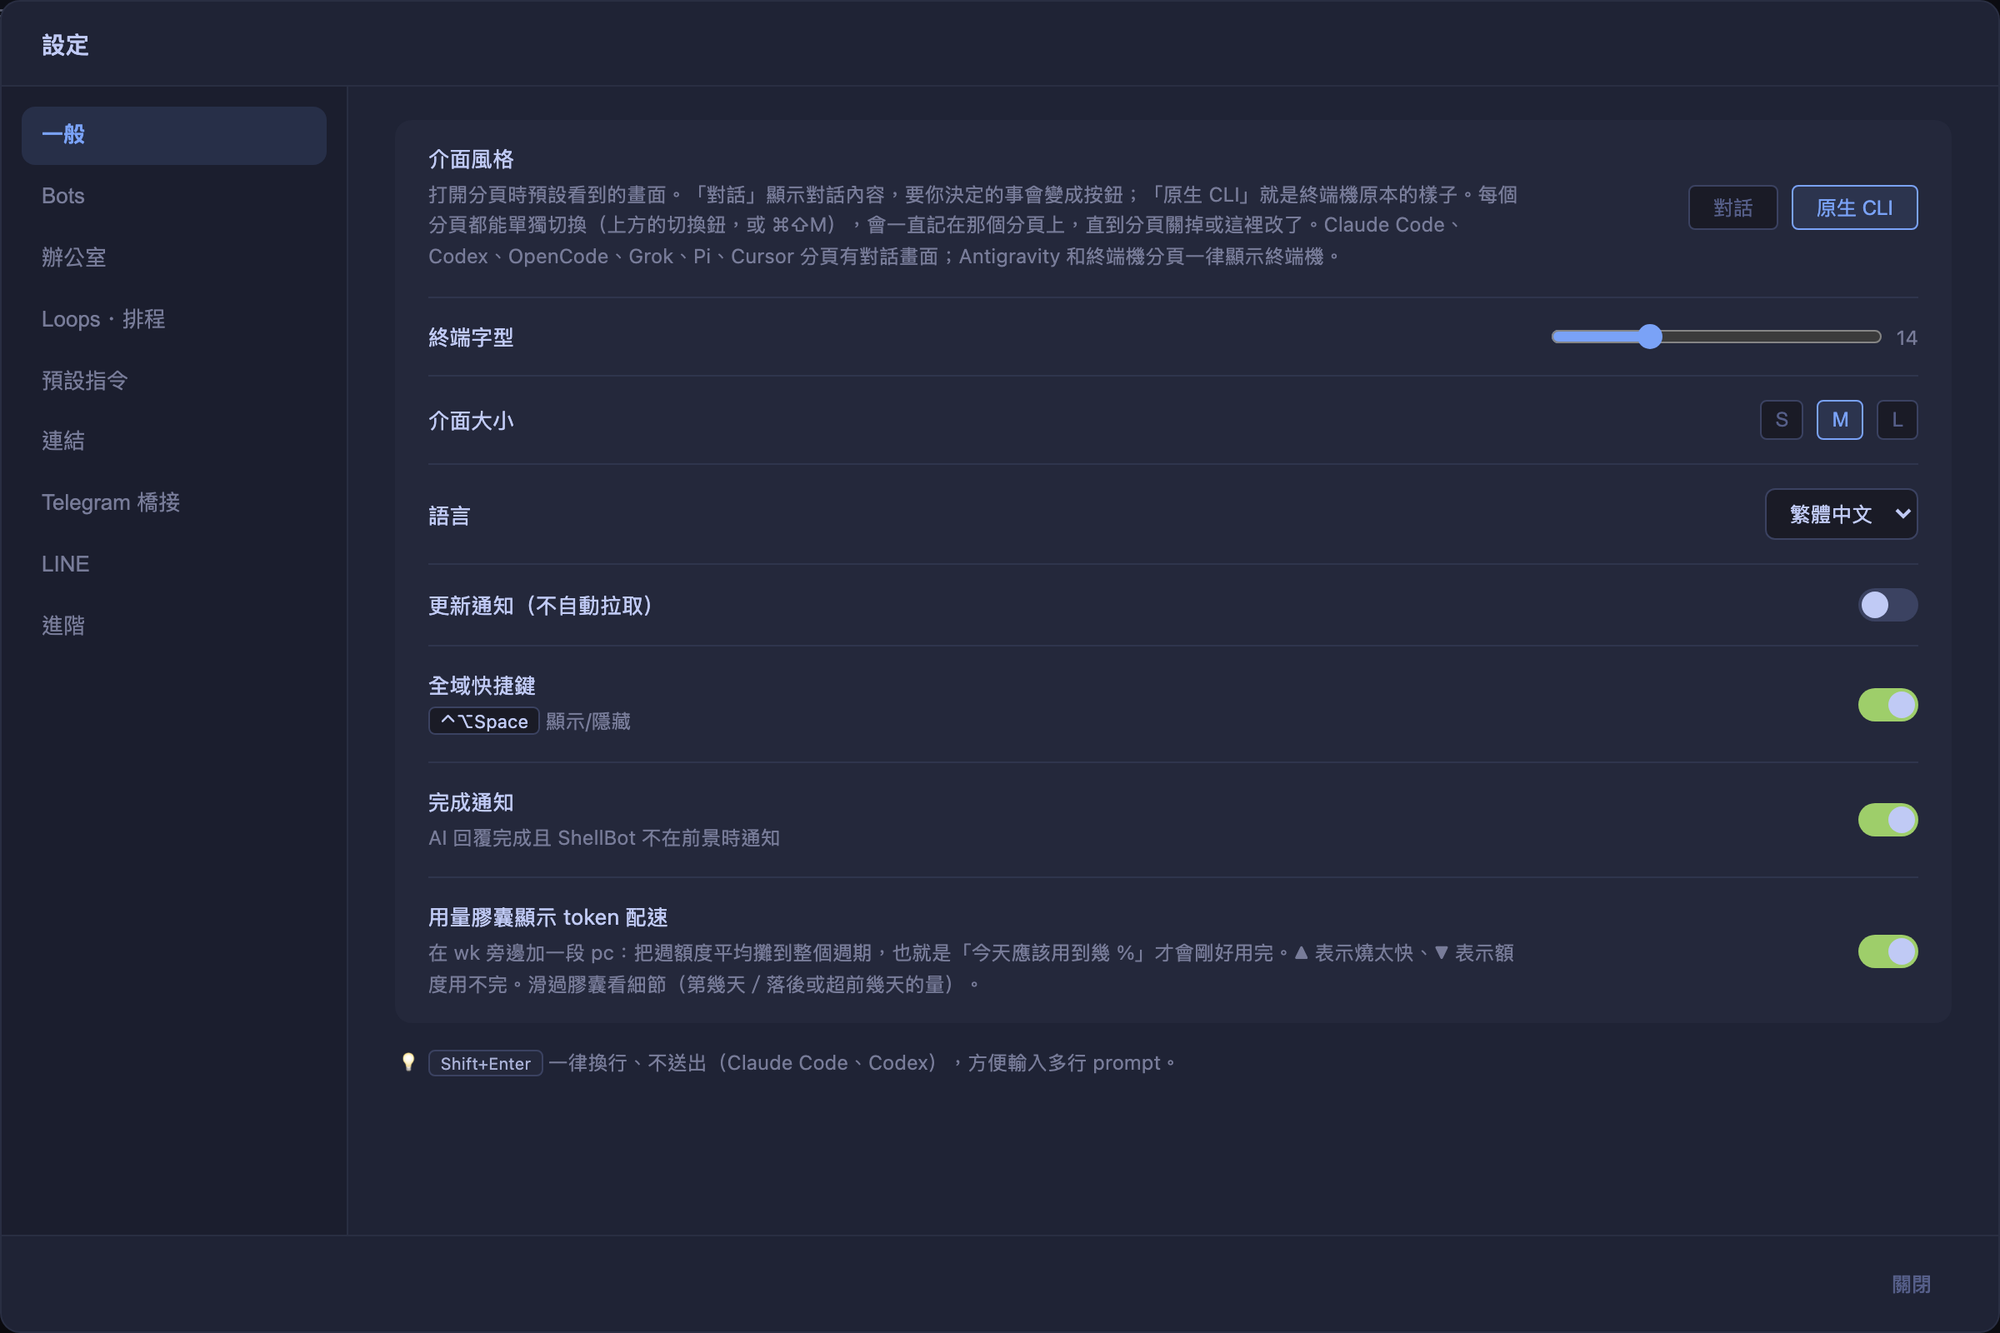 設定
一般
Bots
辦公室
Loops · 排程
預設指令
連結
Telegram 橋接
LINE
進階
介面風格
打開分頁時預設看到的畫面。「對話」顯示對話內容，要你決定的事會變成按鈕；「原生 CLI」就是終端機原本的樣子。每個
分頁都能單獨切換（上方的切換鈕，或 ⌘⇧M），會一直記在那個分頁上，直到分頁關掉或這裡改了。Claude Code、
Codex、OpenCode、Grok、Pi、Cursor 分頁有對話畫面；Antigravity 和終端機分頁一律顯示終端機。
對話
原生 CLI
終端字型
14
介面大小
S
M
L
語言
繁體中文
更新通知（不自動拉取）
全域快捷鍵
^⌥Space 顯示/隱藏
完成通知
AI 回覆完成且 ShellBot 不在前景時通知
用量膠囊顯示 token 配速
在 wk 旁邊加一段 pc：把週額度平均攤到整個週期，也就是「今天應該用到幾 %」才會剛好用完。▲ 表示燒太快、▼ 表示額
度用不完。滑過膠囊看細節（第幾天 / 落後或超前幾天的量）。
Shift+Enter 一律換行、不送出（Claude Code、Codex），方便輸入多行 prompt。
關閉